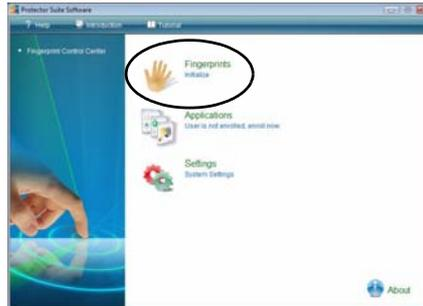 Protector Suite Software
? Help Introduction Tutorial
Fingerprint Control Center
Fingerprints
Initialize
Applications
User is not enrolled, enroll now.
Settings
System Settings
About